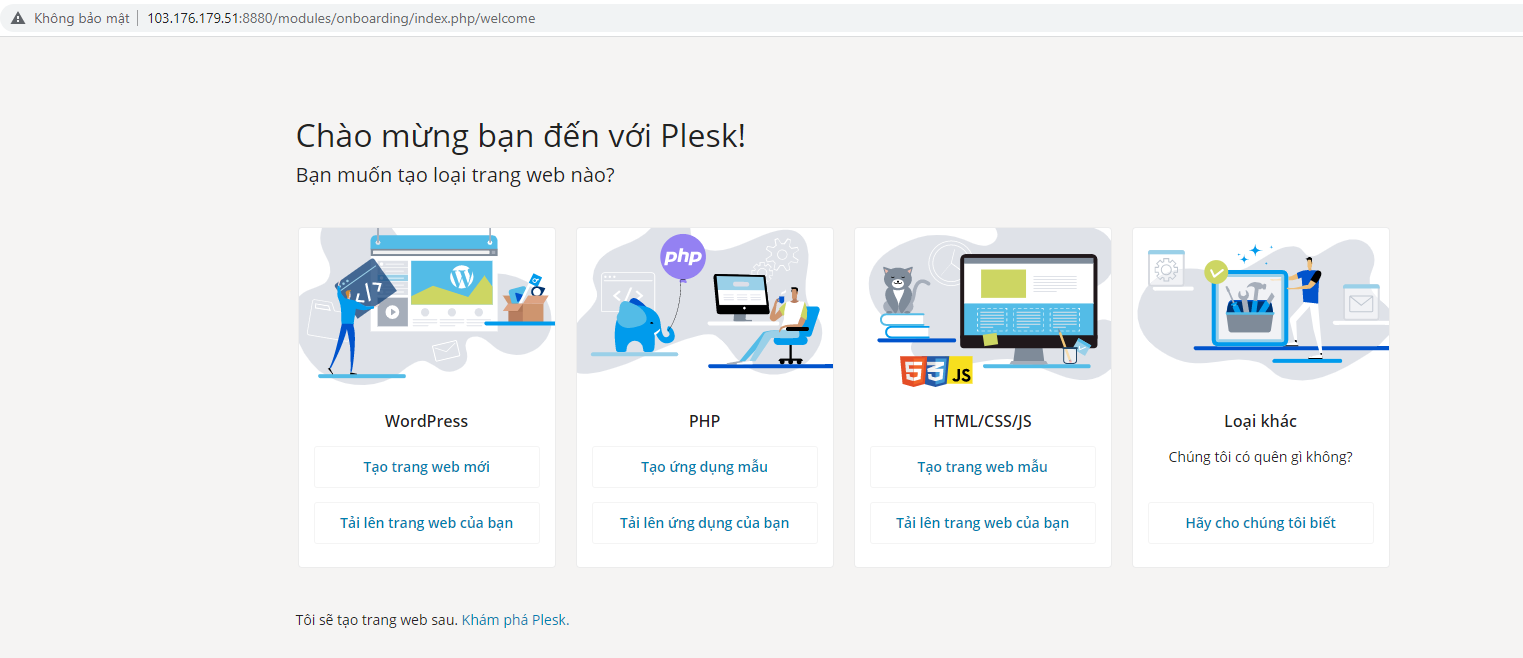 Không bảo mật
103.176.179.51:8880/modules/onboarding/index.php/welcome
Chào mừng bạn đến với Plesk!
Bạn muốn tạo loại trang web nào?
php
5
3
JS
WordPress
Tạo trang web mới
Tải lên trang web của bạn
PHP
Tạo ứng dụng mẫu
Tải lên ứng dụng của bạn
HTML/CSS/JS
Tạo trang web mẫu
Tải lên trang web của bạn
Loại khác
Chúng tôi có quên gì không?
Hãy cho chúng tôi biết
Tôi sẽ tạo trang web sau. Khám phá Plesk.